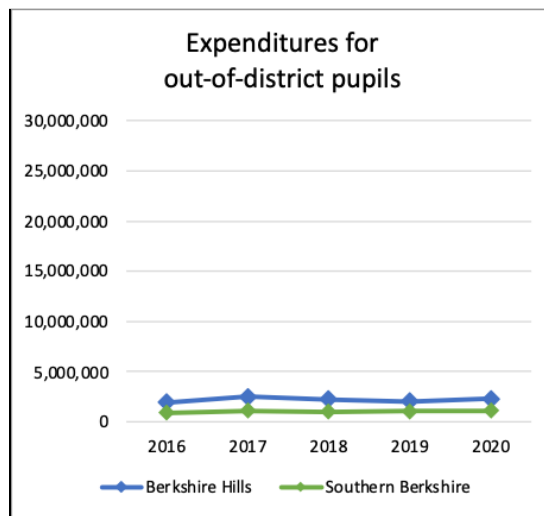 Expenditures for
out-of-district pupils
30,000,000
25,000,000
20,000,000
15,000,000
10,000,000
5,000,000
0
2016 2017 2018 2019 2020
Berkshire Hills Southern Berkshire